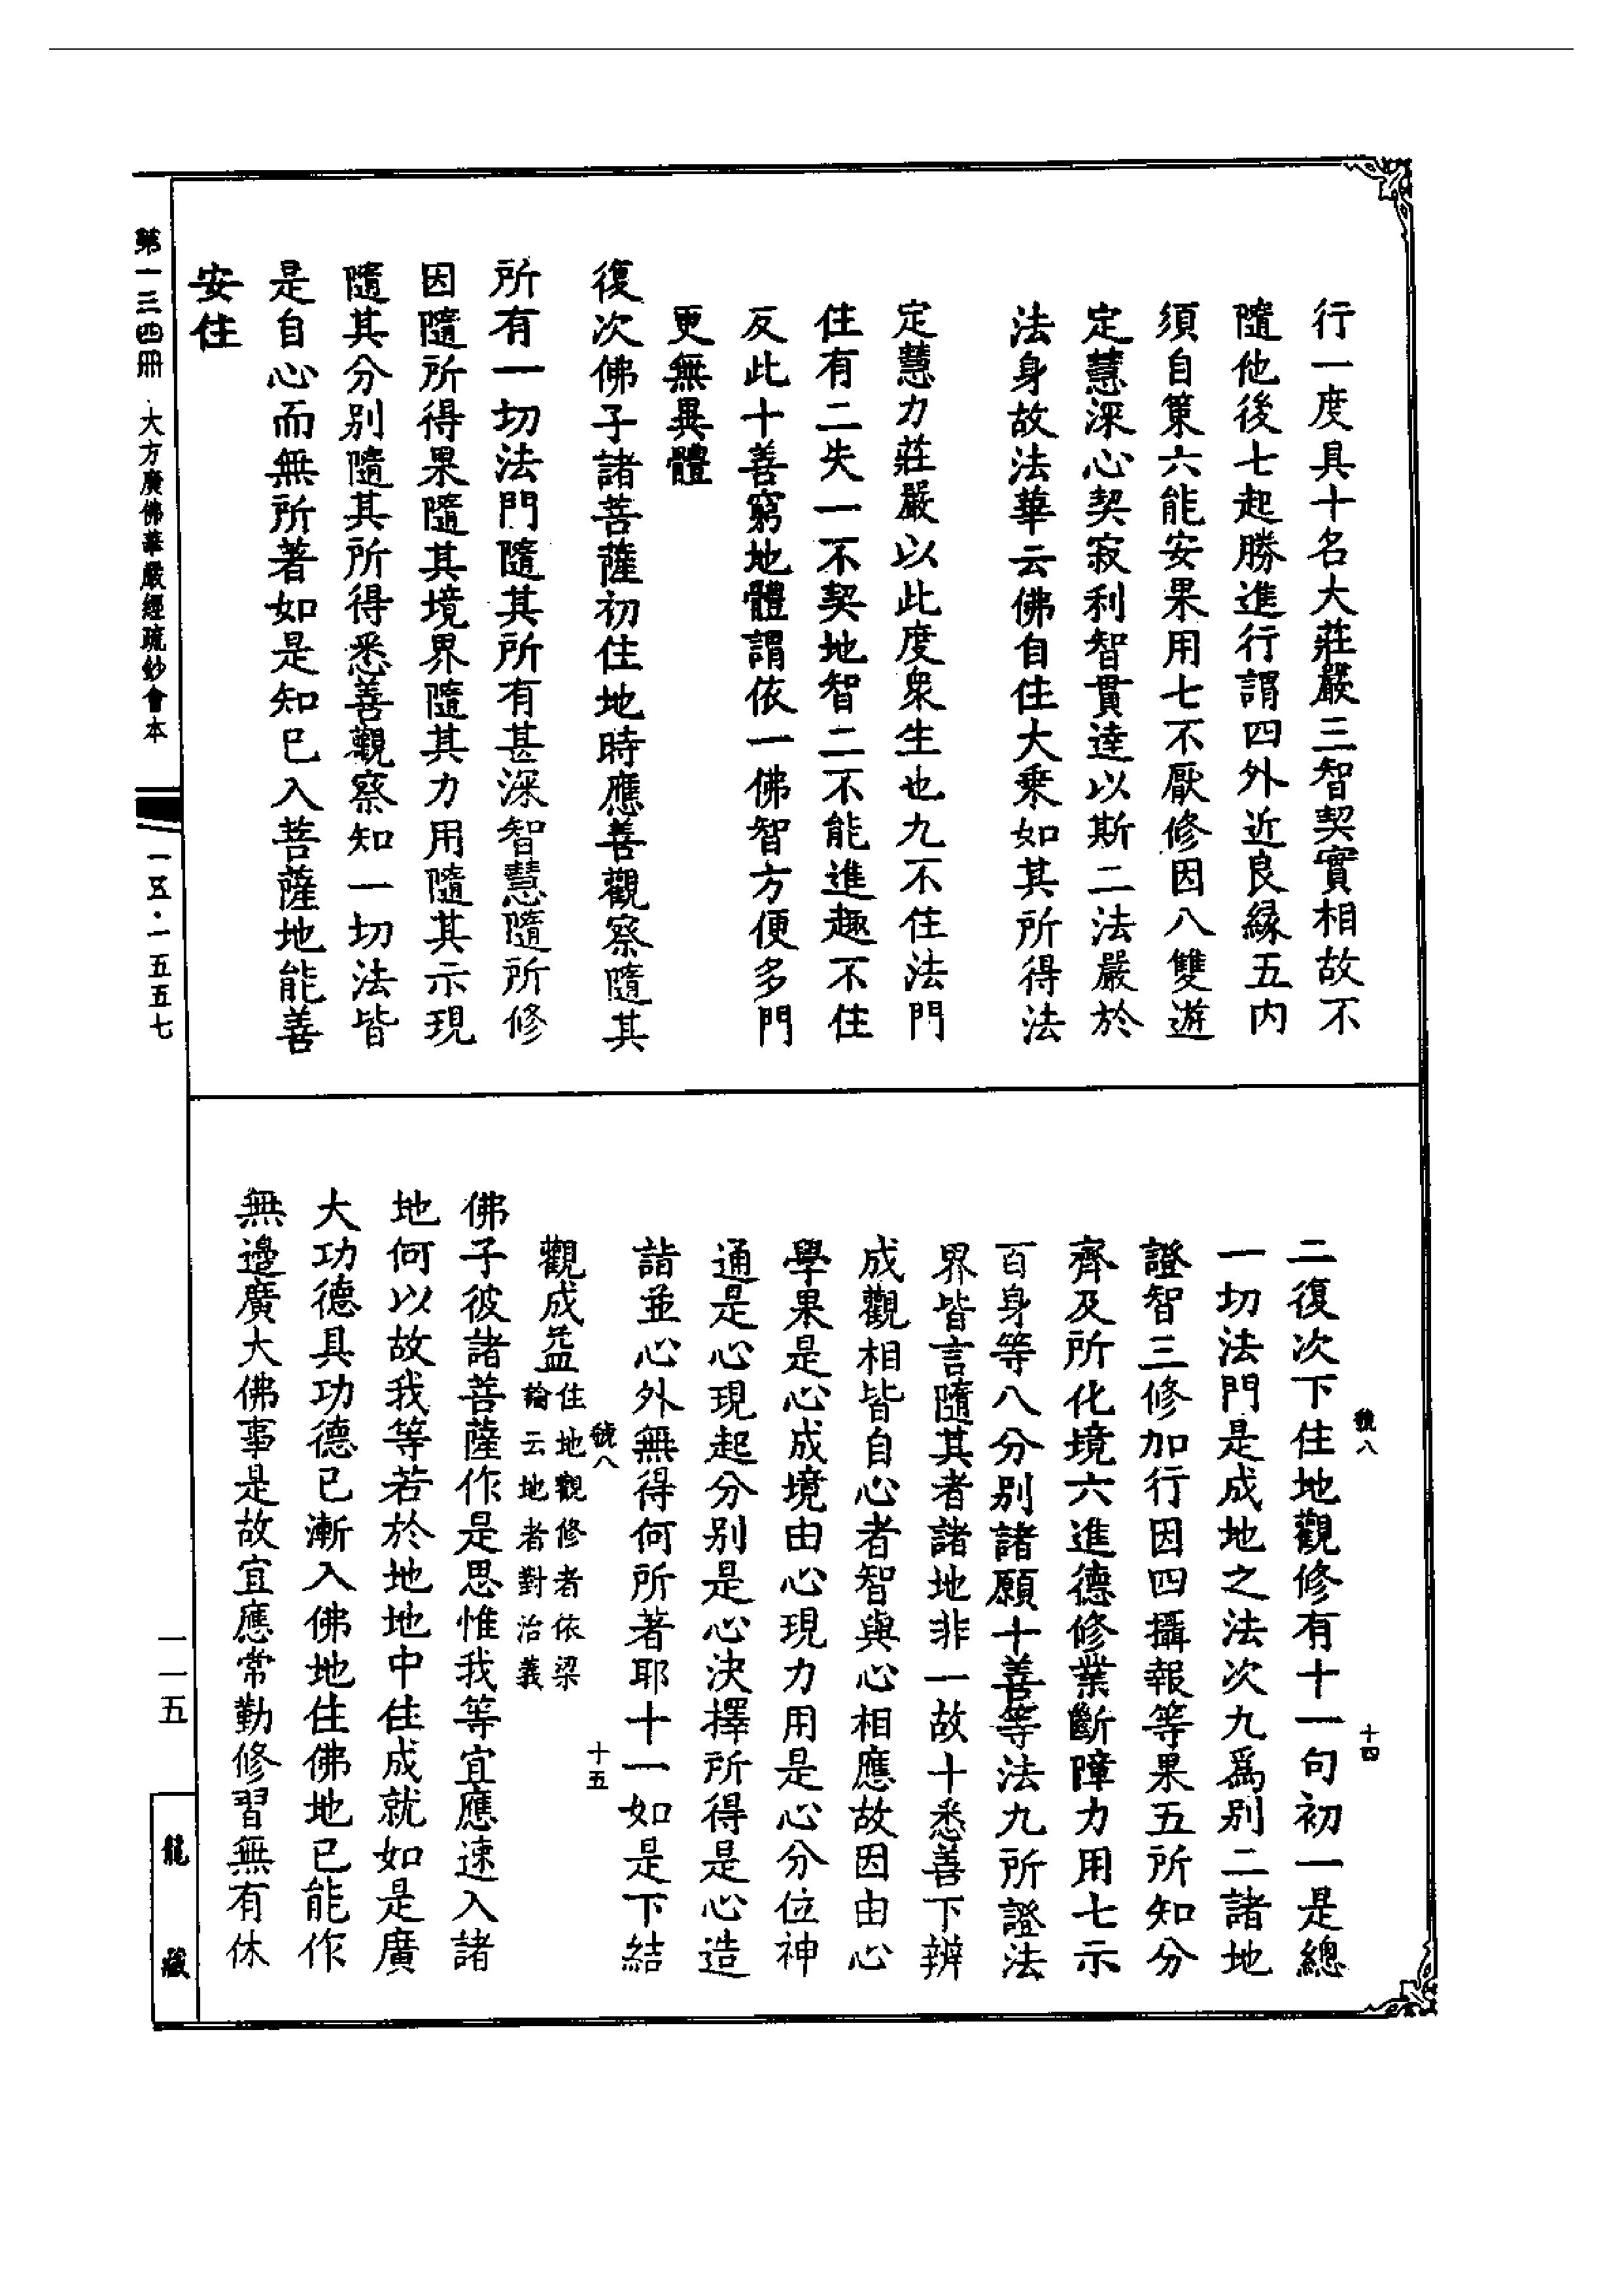 行一度具十名大莊嚴三智契實相故不
隨他後七起勝進行謂四外近良緣五內
須自策六能安果用七不厭修因八雙遊
定慧深心契寂利智貫達以斯二法嚴於
法身故法華云佛自住大乘如其所得法
定慧力莊嚴以此度衆生也九不住法門
住有二失一不契地智二不能進趣不住
反此十善窮地體謂依一佛智方便多門
更無異體
復次佛子諸菩薩初住地時應善觀察隨其
所有一切法門隨其所有甚深智慧隨所修
因隨所得果隨其境界隨其力用隨其示現
隨其分別隨其所得悉善觀察知一切法皆
是自心而無所著如是知已入菩薩地能善
安住
第一三四冊 大方廣佛華嚴經疏鈔會本
一五·一五五七
號八
十四
二復次下住地觀修有十一句初一是總
一切法門是成地之法次九爲別二諸地
證智三修加行因四攝報等果五所知分
齊及所化境六進德修業斷障力用七示
百身等八分別諸願十善等法九所證法
界皆言隨其者諸地非一故十悉善下辨
成觀相皆自心者智與心相應故因由心
學果是心成境由心現力用是心分位神
通是心現起分別是心決擇所得是心造
詣並心外無得何所著耶十一如是下結
號八
十五
觀成益住地觀修者依梁
論云地者對治義
佛子彼諸菩薩作是思惟我等宜應速入諸
地何以故我等若於地地中住成就如是廣
大功德具功德已漸入佛地住佛地已能作
無邊廣大佛事是故宜應常勤修習無有休
一一五
龍藏